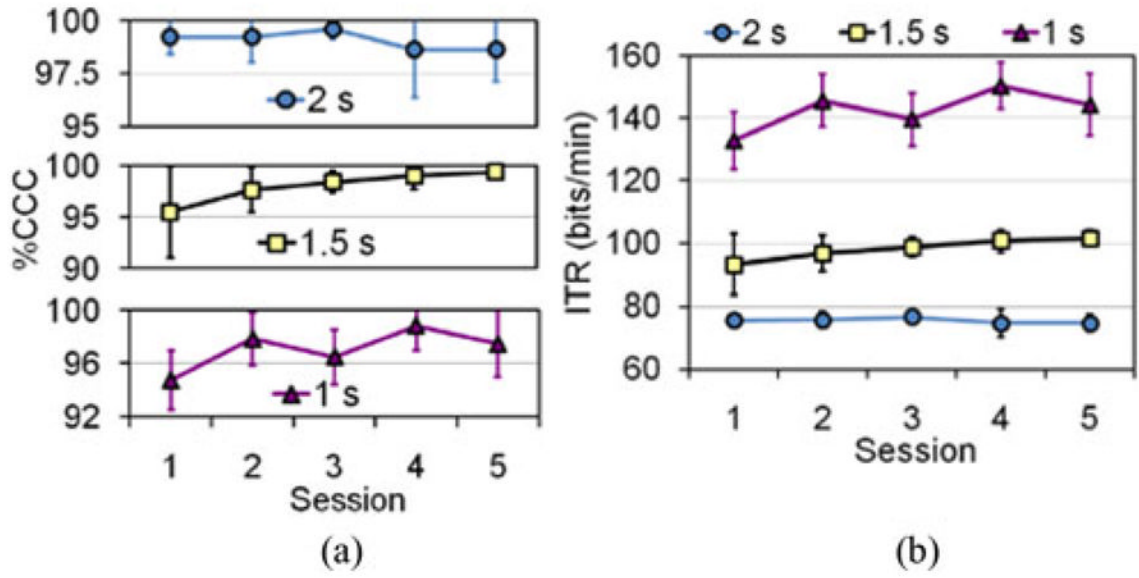 100
97.5
95
2 s
100
95
90
1.5 s
100
96
92
1 s
%CCC
1 2 3 4 5
Session
(a)
2 s 1.5 s 1 s
160
140
120
100
80
60
ITR (bits/min)
1 2 3 4 5
Session
(b)